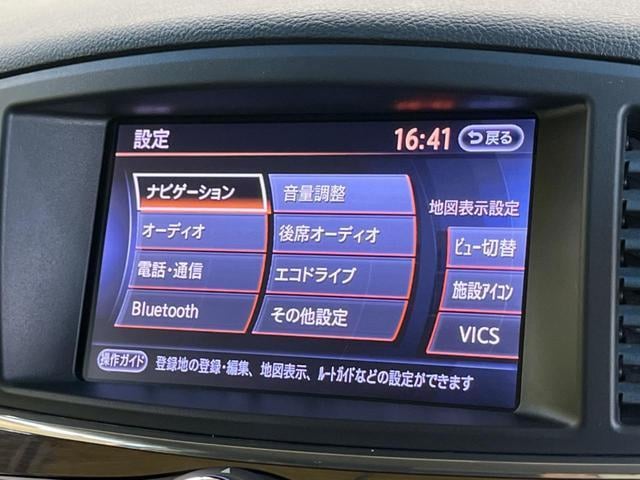 設定 16:41 戻る
ナビゲーション 音量調整
地図表示設定
オーディオ 後席オーディオ
ビュー切替
電話・通信 エコドライブ
施設アイコン
Bluetooth その他設定
VICS
操作ガイド 登録地の登録・編集、地図表示、ルートガイドなどの設定ができます